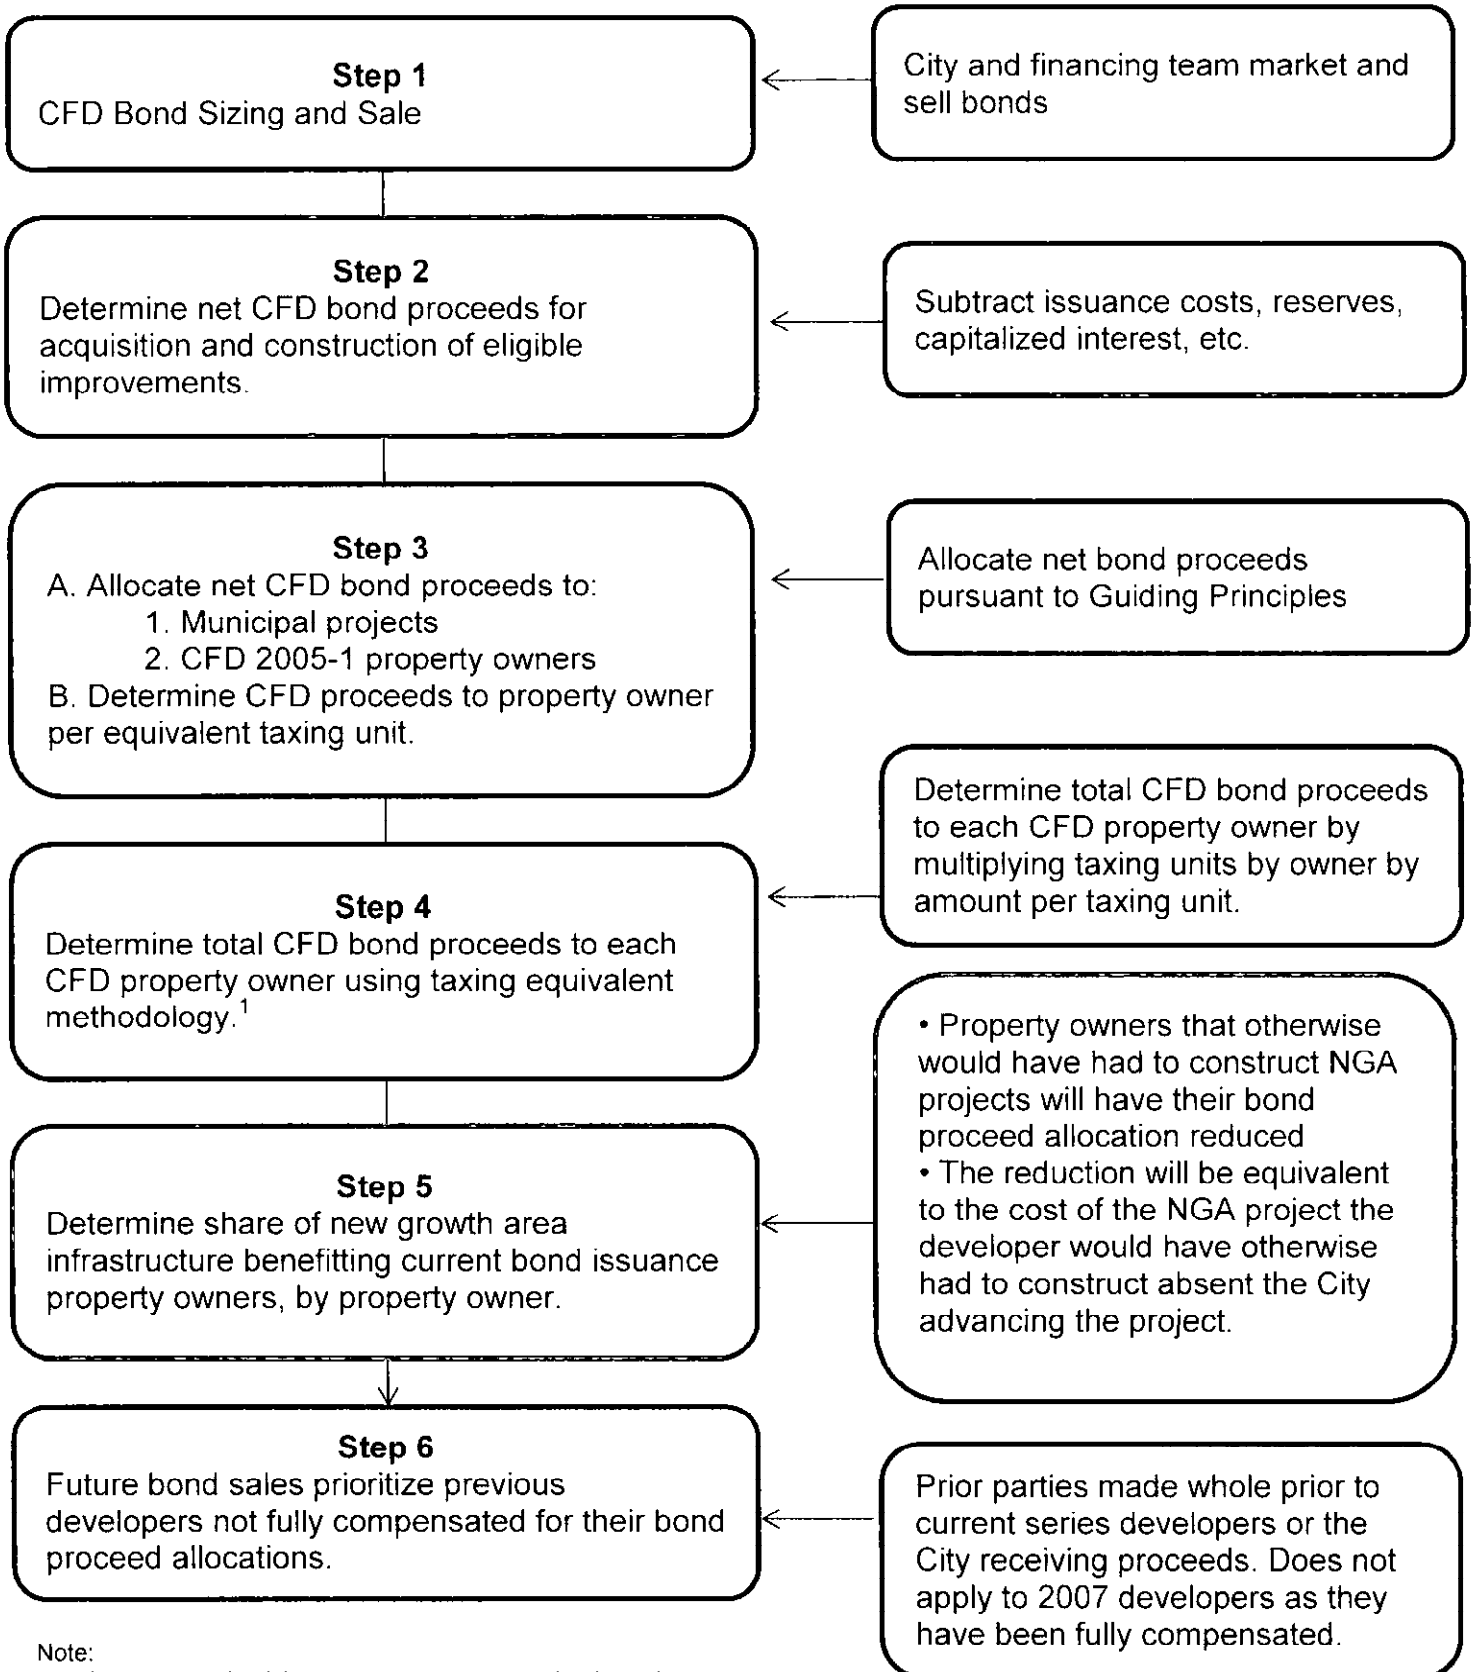 Step 1
CFD Bond Sizing and Sale
City and financing team market and
sell bonds
Step 2
Determine net CFD bond proceeds for
acquisition and construction of eligible
improvements.
Subtract issuance costs, reserves,
capitalized interest, etc.
Step 3
A. Allocate net CFD bond proceeds to:
1. Municipal projects
2. CFD 2005-1 property owners
B. Determine CFD proceeds to property owner
per equivalent taxing unit.
Allocate net bond proceeds
pursuant to Guiding Principles
Step 4
Determine total CFD bond proceeds to each
CFD property owner using taxing equivalent
methodology.¹
Determine total CFD bond proceeds
to each CFD property owner by
multiplying taxing units by owner by
amount per taxing unit.
Step 5
Determine share of new growth area
infrastructure benefitting current bond issuance
property owners, by property owner.
• Property owners that otherwise
would have had to construct NGA
projects will have their bond
proceed allocation reduced
• The reduction will be equivalent
to the cost of the NGA project the
developer would have otherwise
had to construct absent the City
advancing the project.
Step 6
Future bond sales prioritize previous
developers not fully compensated for their bond
proceed allocations.
Prior parties made whole prior to
current series developers or the
City receiving proceeds. Does not
apply to 2007 developers as they
have been fully compensated.
Note: